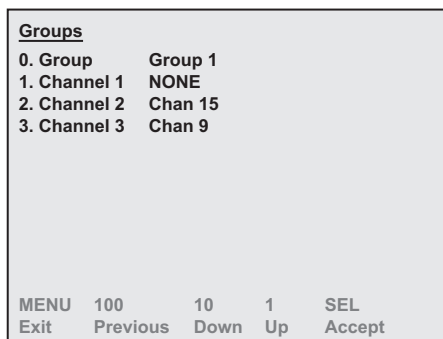 Groups
0. Group Group 1
1. Channel 1 NONE
2. Channel 2 Chan 15
3. Channel 3 Chan 9
MENU 100 10 1 SEL
Exit Previous Down Up Accept